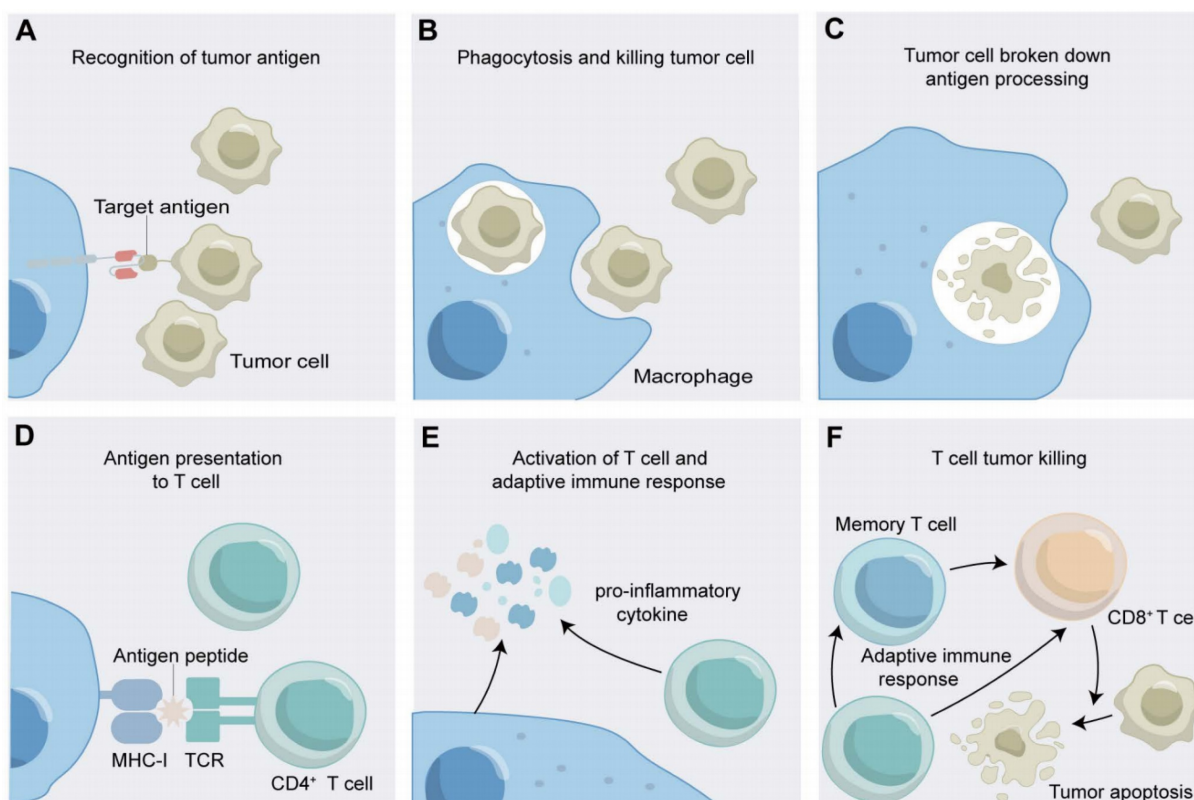 A
Recognition of tumor antigen
Target antigen
Tumor cell
B
Phagocytosis and killing tumor cell
Macrophage
C
Tumor cell broken down
antigen processing
D
Antigen presentation
to T cell
Antigen peptide
MHC-I TCR
CD4⁺ T cell
E
Activation of T cell and
adaptive immune response
pro-inflammatory
cytokine
F
T cell tumor killing
Memory T cell
CD8⁺ T ce
Adaptive immune
response
Tumor apoptosis